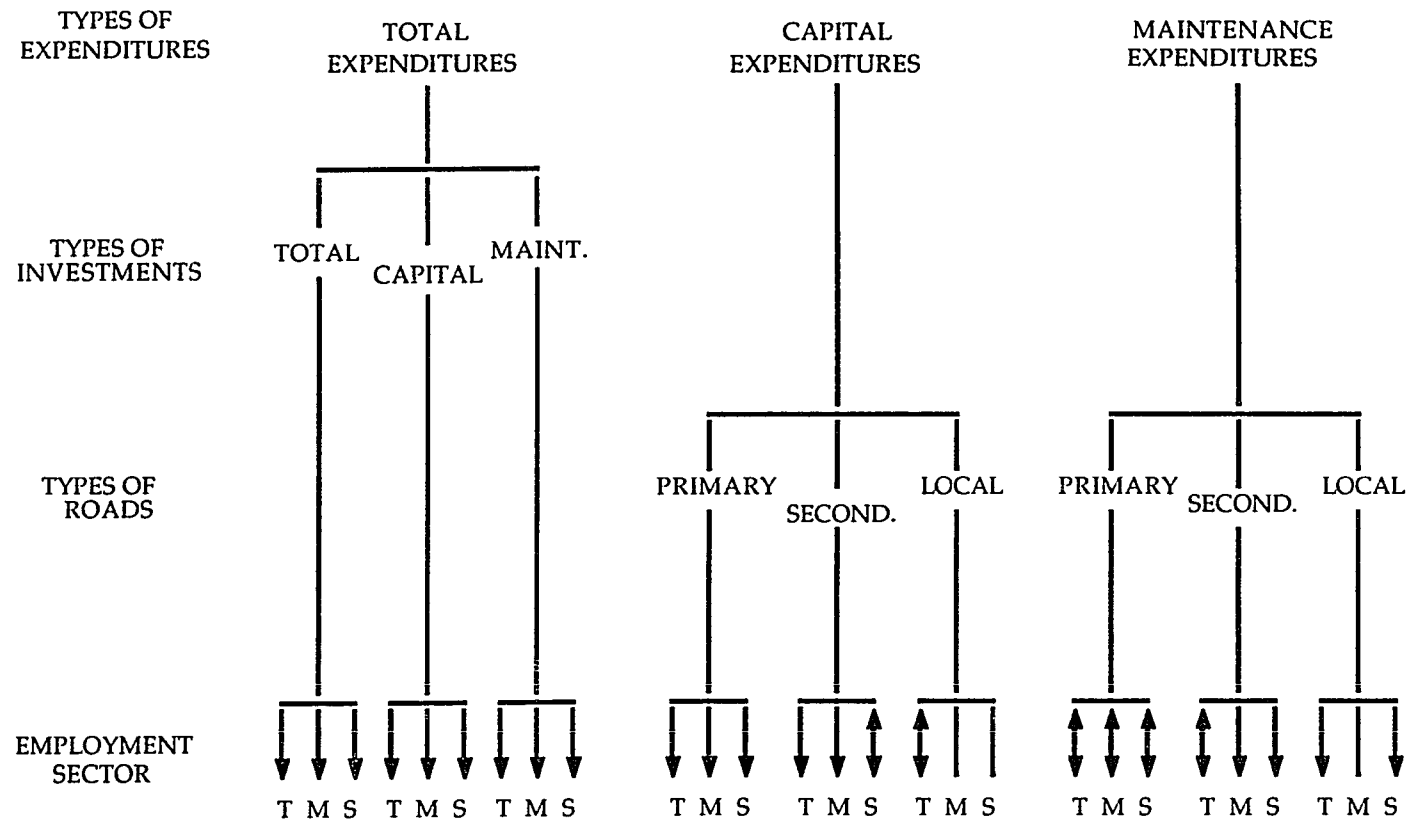 TYPES OF
EXPENDITURES
TOTAL
EXPENDITURES
CAPITAL
EXPENDITURES
MAINTENANCE
EXPENDITURES
TYPES OF
INVESTMENTS
TOTAL
CAPITAL
MAINT.
TYPES OF
ROADS
PRIMARY
SECOND.
LOCAL
PRIMARY
SECOND.
LOCAL
EMPLOYMENT
SECTOR
T M S T M S T M S T M S T M S T M S T M S T M S T M S